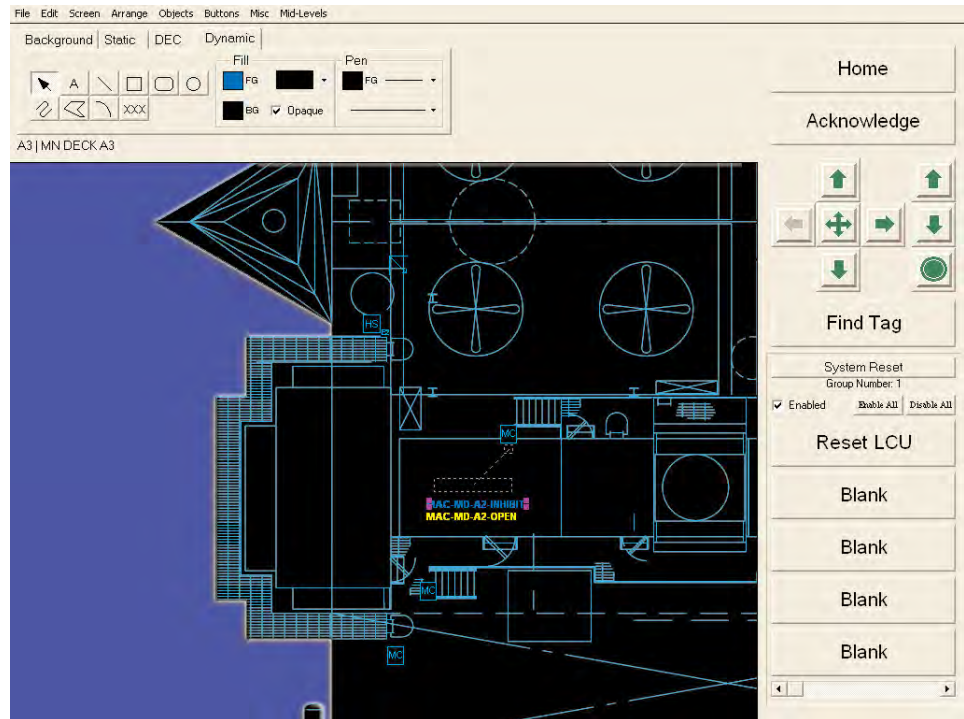 File Edit Screen Arrange Objects Buttons Misc Mid-Levels
Background Static DEC Dynamic
Fill
Pen
A
FG
FG
XXX
BG
Opaque
A3 | MN DECK A3
Home
Acknowledge
Find Tag
System Reset
Group Number: 1
Enabled
Enable All
Disable All
Reset LCU
Blank
Blank
Blank
Blank
HS
MC
MAC-MD-A2-INHIBIT
MAC-MD-A2-OPEN
MC
MC